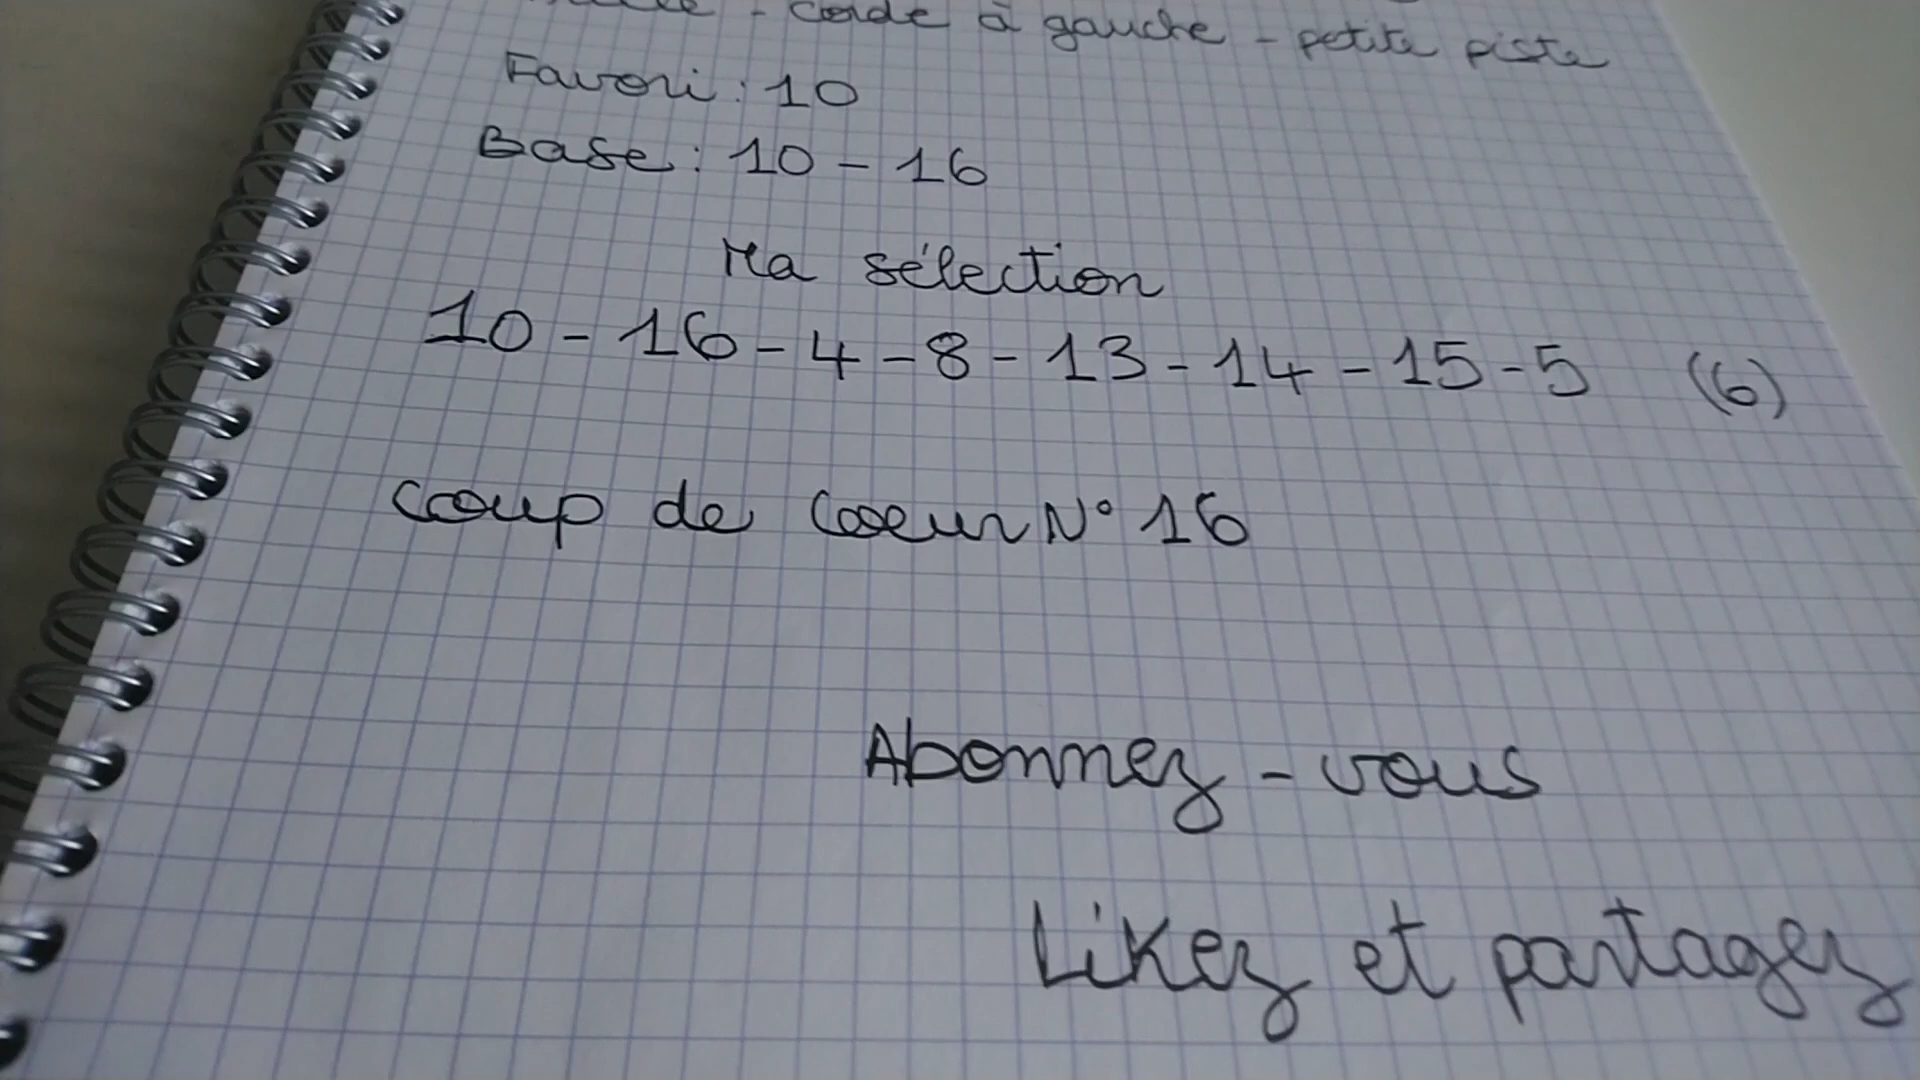 - corde à gauche - petite piste
Favori : 10
Base : 10 - 16
Ma sélection
10 - 16 - 4 - 8 - 13 - 14 - 15 - 5 (6)
Coup de Coeur N° 16
Abonnez - vous
Likez et partagez